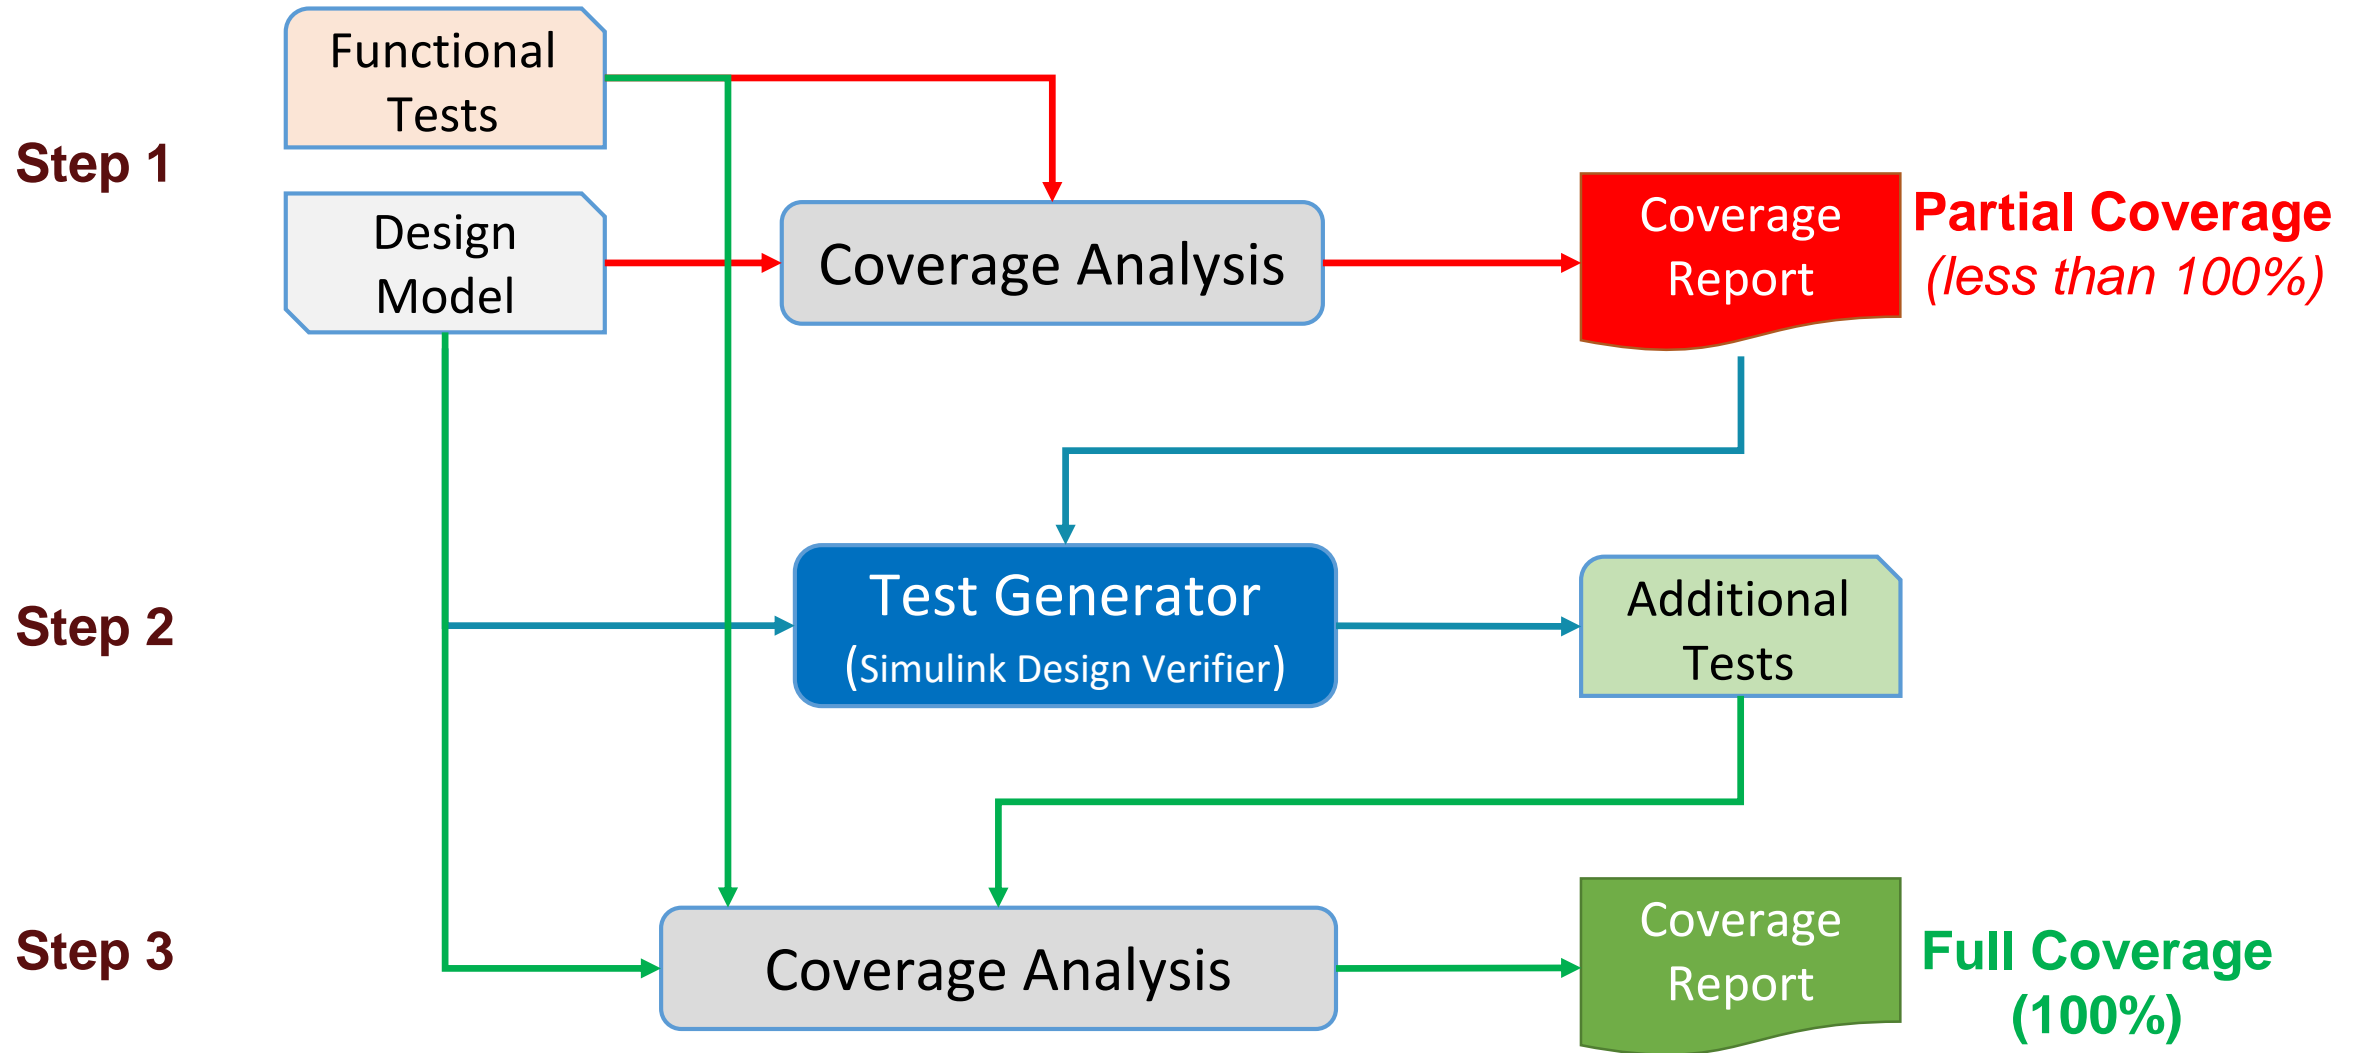 Functional
Tests
Step 1
Design
Model
Coverage Analysis
Coverage
Report
Partial Coverage
(less than 100%)
Step 2
Test Generator
(Simulink Design Verifier)
Additional
Tests
Step 3
Coverage Analysis
Coverage
Report
Full Coverage
(100%)